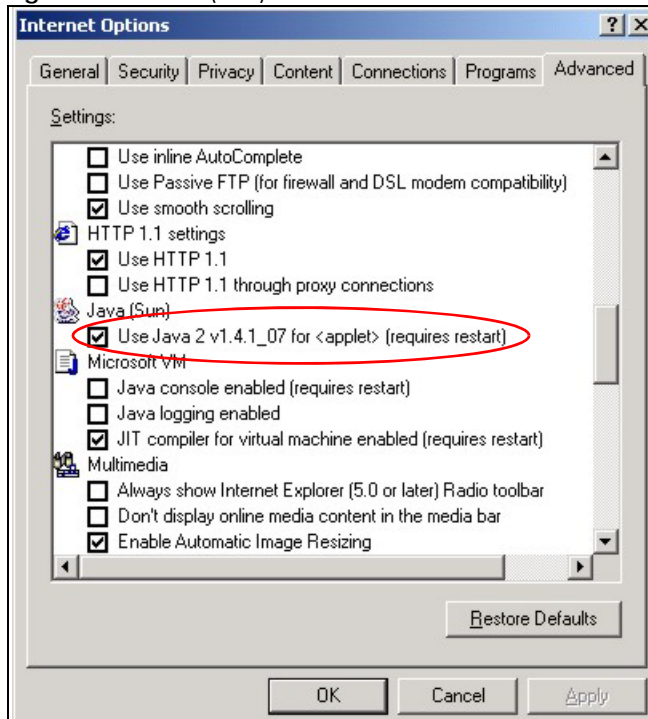 Internet Options
General Security Privacy Content Connections Programs Advanced
Settings:
Use inline AutoComplete
Use Passive FTP (for firewall and DSL modem compatibility)
Use smooth scrolling
HTTP 1.1 settings
Use HTTP 1.1
Use HTTP 1.1 through proxy connections
Java (Sun)
Use Java 2 v1.4.1_07 for <applet> (requires restart)
Microsoft VM
Java console enabled (requires restart)
Java logging enabled
JIT compiler for virtual machine enabled (requires restart)
Multimedia
Always show Internet Explorer (5.0 or later) Radio toolbar
Don't display online media content in the media bar
Enable Automatic Image Resizing
Restore Defaults
OK Cancel Apply